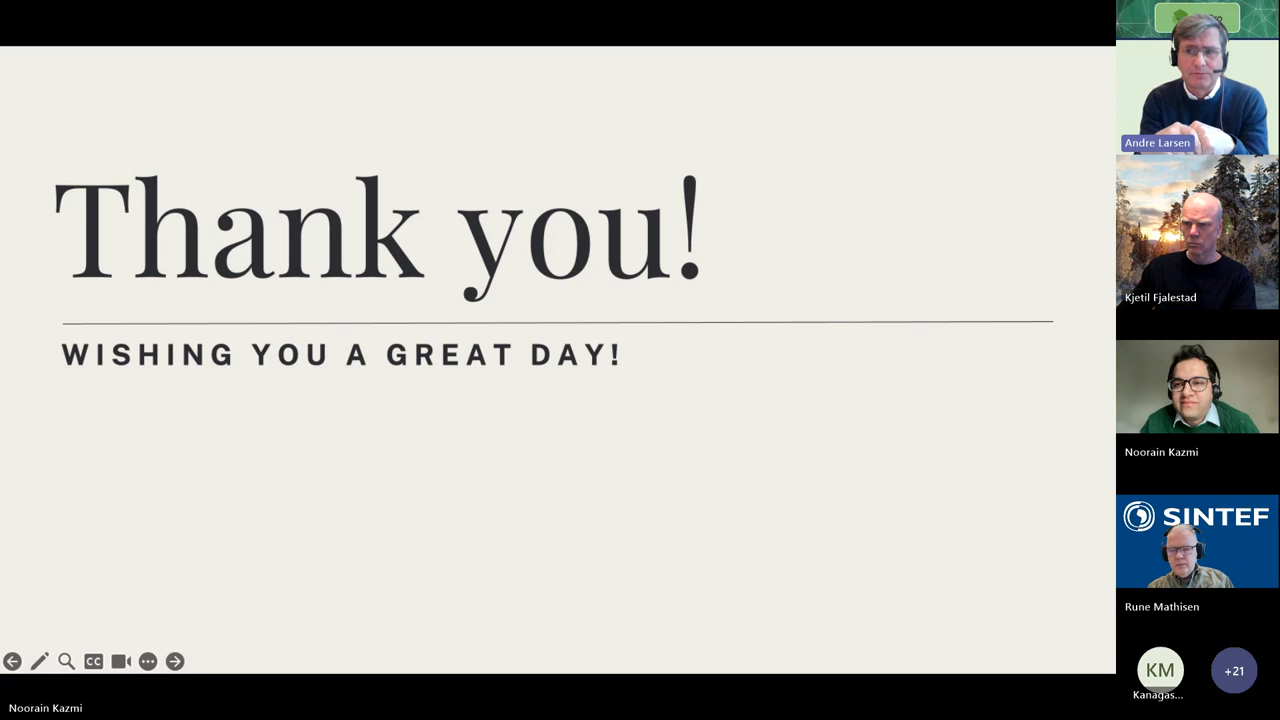 Thank you!
WISHING YOU A GREAT DAY!
CC
Noorain Kazmi
Andre Larsen
Kjetil Fjalestad
Noorain Kazmi
SINTEF
Rune Mathisen
KM
Kanagas...
+21